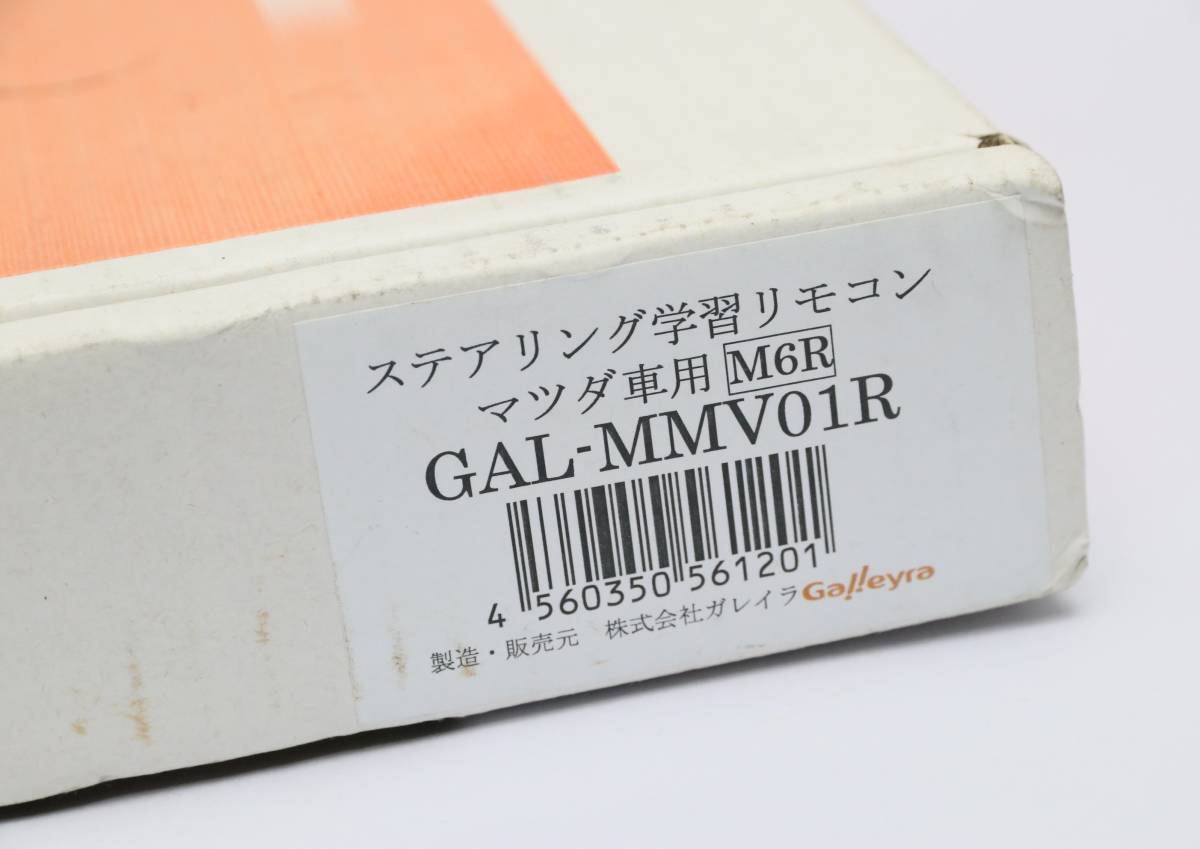 ステアリング学習リモコン
マツダ車用 M6R
GAL-MMV01R
4 560350 561201
製造・販売元 株式会社ガレイラ Galleyra